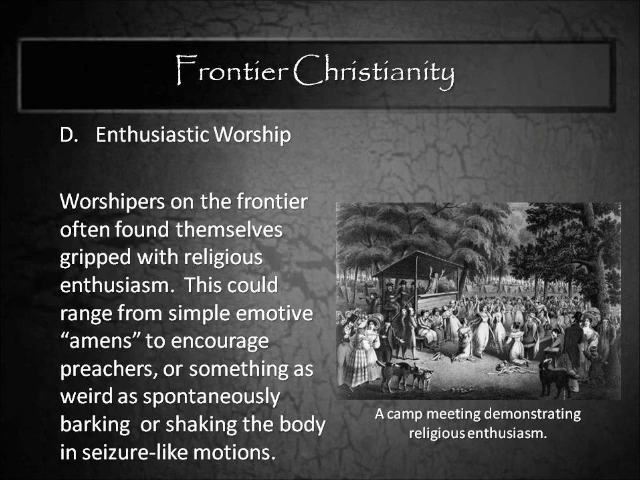 Frontier Christianity
D. Enthusiastic Worship
Worshipers on the frontier
often found themselves
gripped with religious
enthusiasm. This could
range from simple emotive
“amens” to encourage
preachers, or something as
weird as spontaneously
barking or shaking the body
in seizure-like motions.
A camp meeting demonstrating
religious enthusiasm.